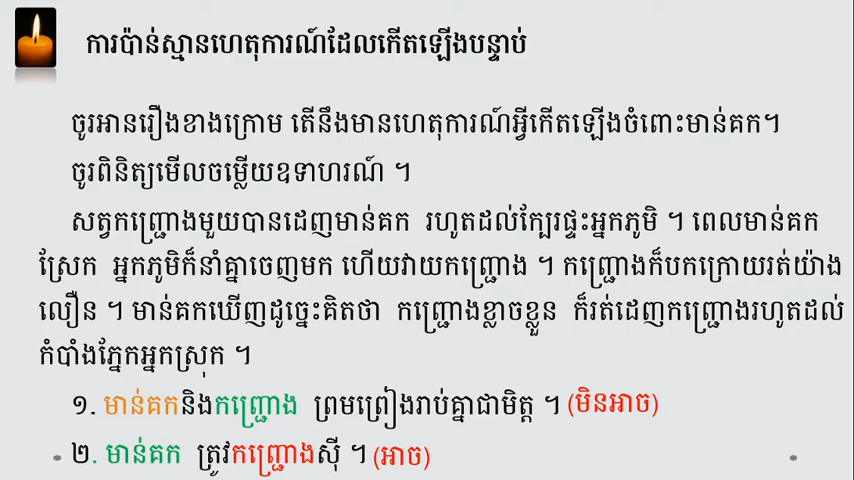 ការប៉ាន់ស្មានហេតុការណ៍ដែលកើតឡើងបន្ទាប់
ចូរអានរឿងខាងក្រោម តើនឹងមានហេតុការណ៍អ្វីកើតឡើងចំពោះមាន់គក។
ចូរពិនិត្យមើលចម្លើយឧទាហរណ៍ ។
សត្វកញ្ជ្រោងមួយបានដេញមាន់គក រហូតដល់ក្បែរផ្ទះអ្នកភូមិ ។ ពេលមាន់គក
ស្រែក អ្នកភូមិក៏នាំគ្នាចេញមក ហើយវាយកញ្ជ្រោង ។ កញ្ជ្រោងក៏បកក្រោយរត់យ៉ាង
លឿន ។ មាន់គកឃើញដូច្នេះគិតថា កញ្ជ្រោងខ្លាចខ្លួន ក៏រត់ដេញកញ្ជ្រោងរហូតដល់
កំបាំងភ្នែកអ្នកស្រុក ។
១. មាន់គកនិងកញ្ជ្រោង ព្រមព្រៀងរាប់គ្នាជាមិត្ត ។ (មិនអាច)
២. មាន់គក ត្រូវកញ្ជ្រោងស៊ី ។ (អាច)